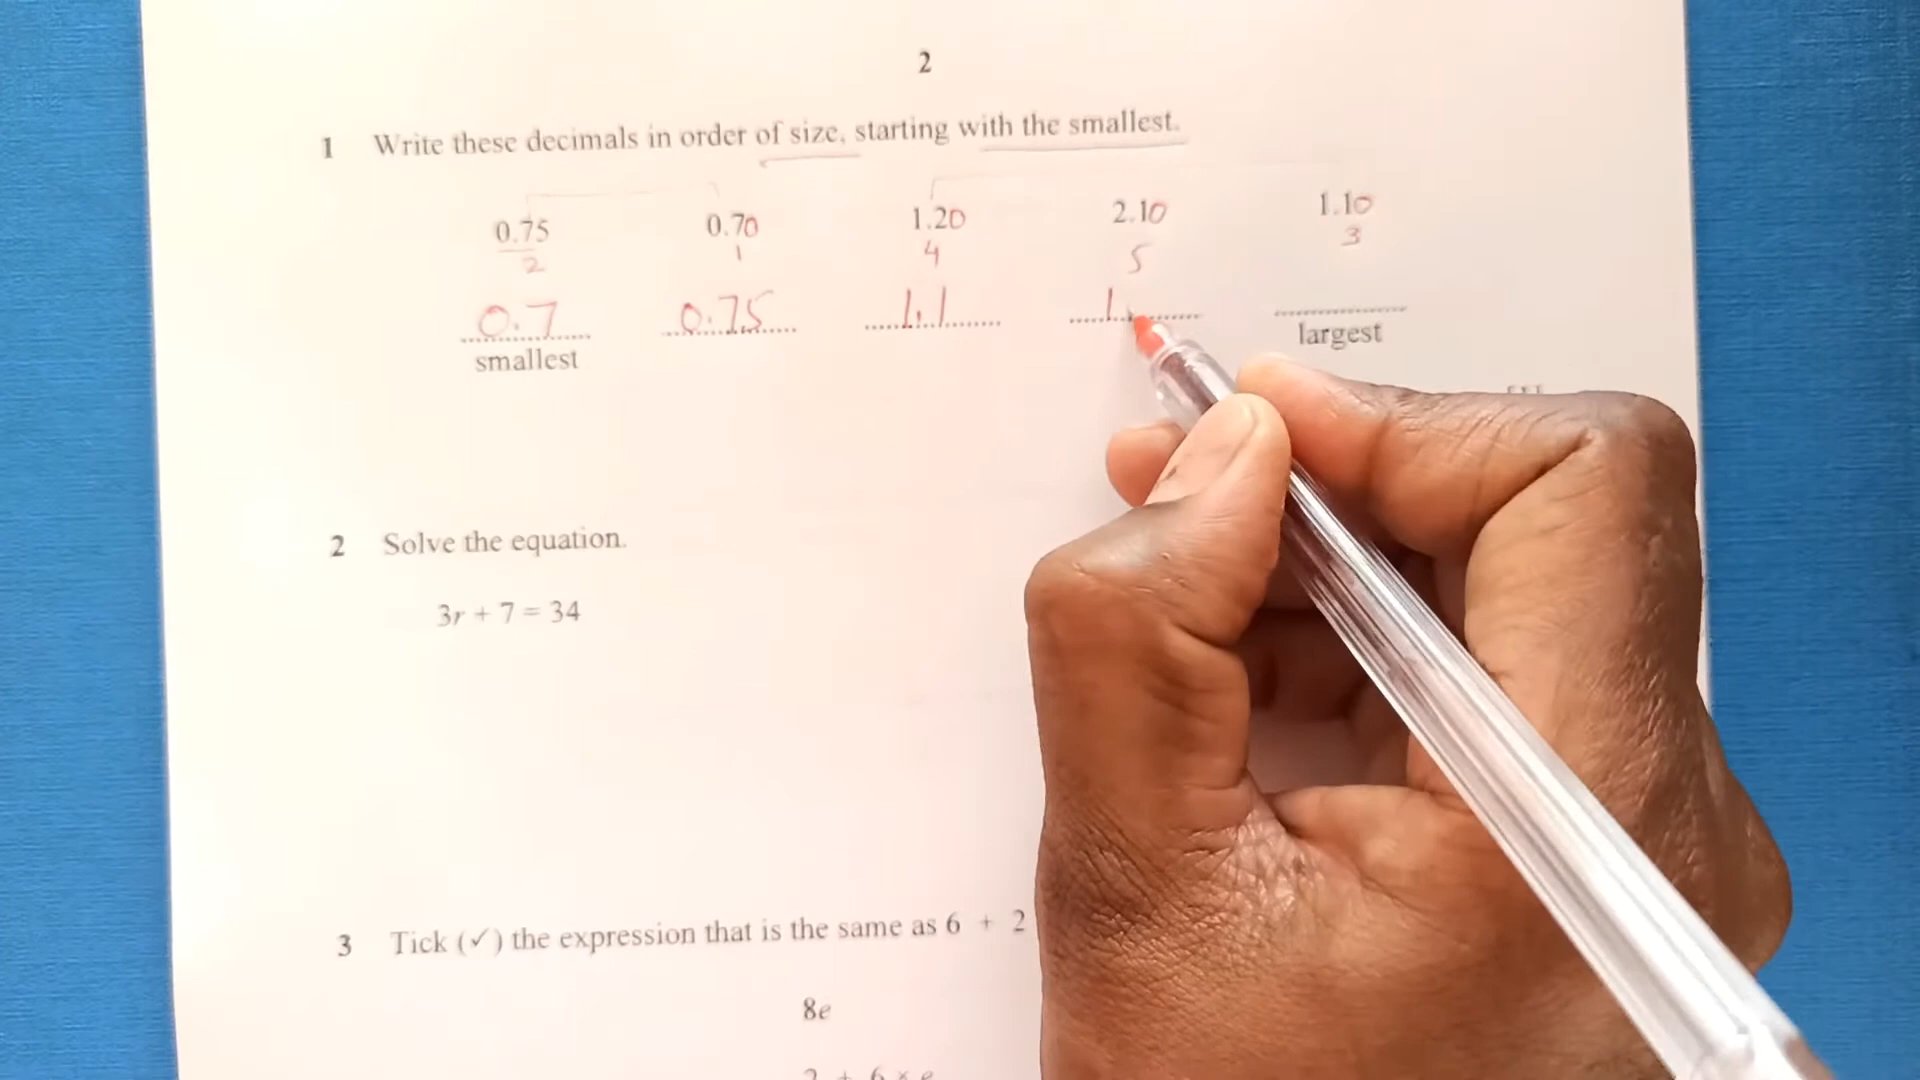 2
1 Write these decimals in order of size, starting with the smallest.
0.75 0.70 1.20 2.10 1.10
2 1 4 5 3
0.7 0.75 1.1 1.
smallest largest
2 Solve the equation.
3r + 7 = 34
3 Tick (✓) the expression that is the same as 6 + 2
8e
2 + 6 × e